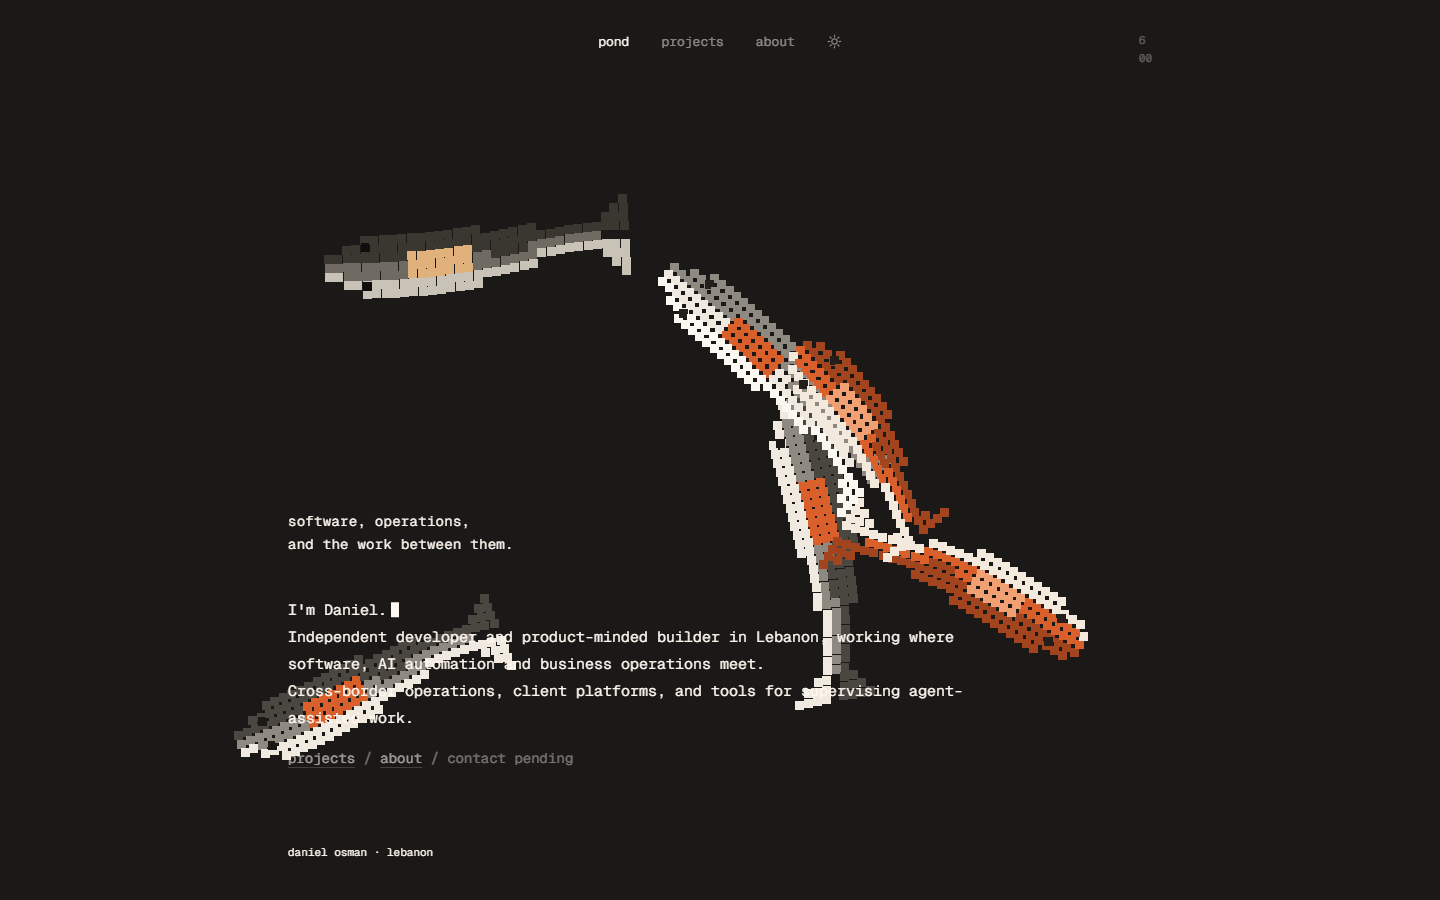 pond projects about
6
00
software, operations,
and the work between them.
I'm Daniel.
Independent developer and product-minded builder in Lebanon, working where
software, AI automation and business operations meet.
Cross-border operations, client platforms, and tools for supervising agent-
assisted work.
projects / about / contact pending
daniel osman · lebanon